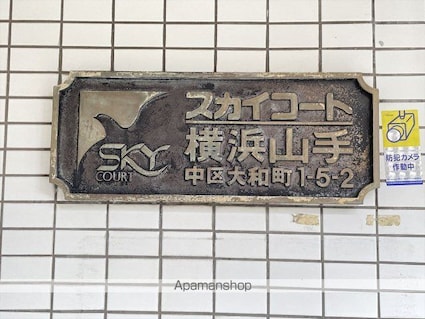 スカイコート
SKY
COURT
横浜山手
中区大和町1-5-2
防犯カメラ
作動中
Apamanshop